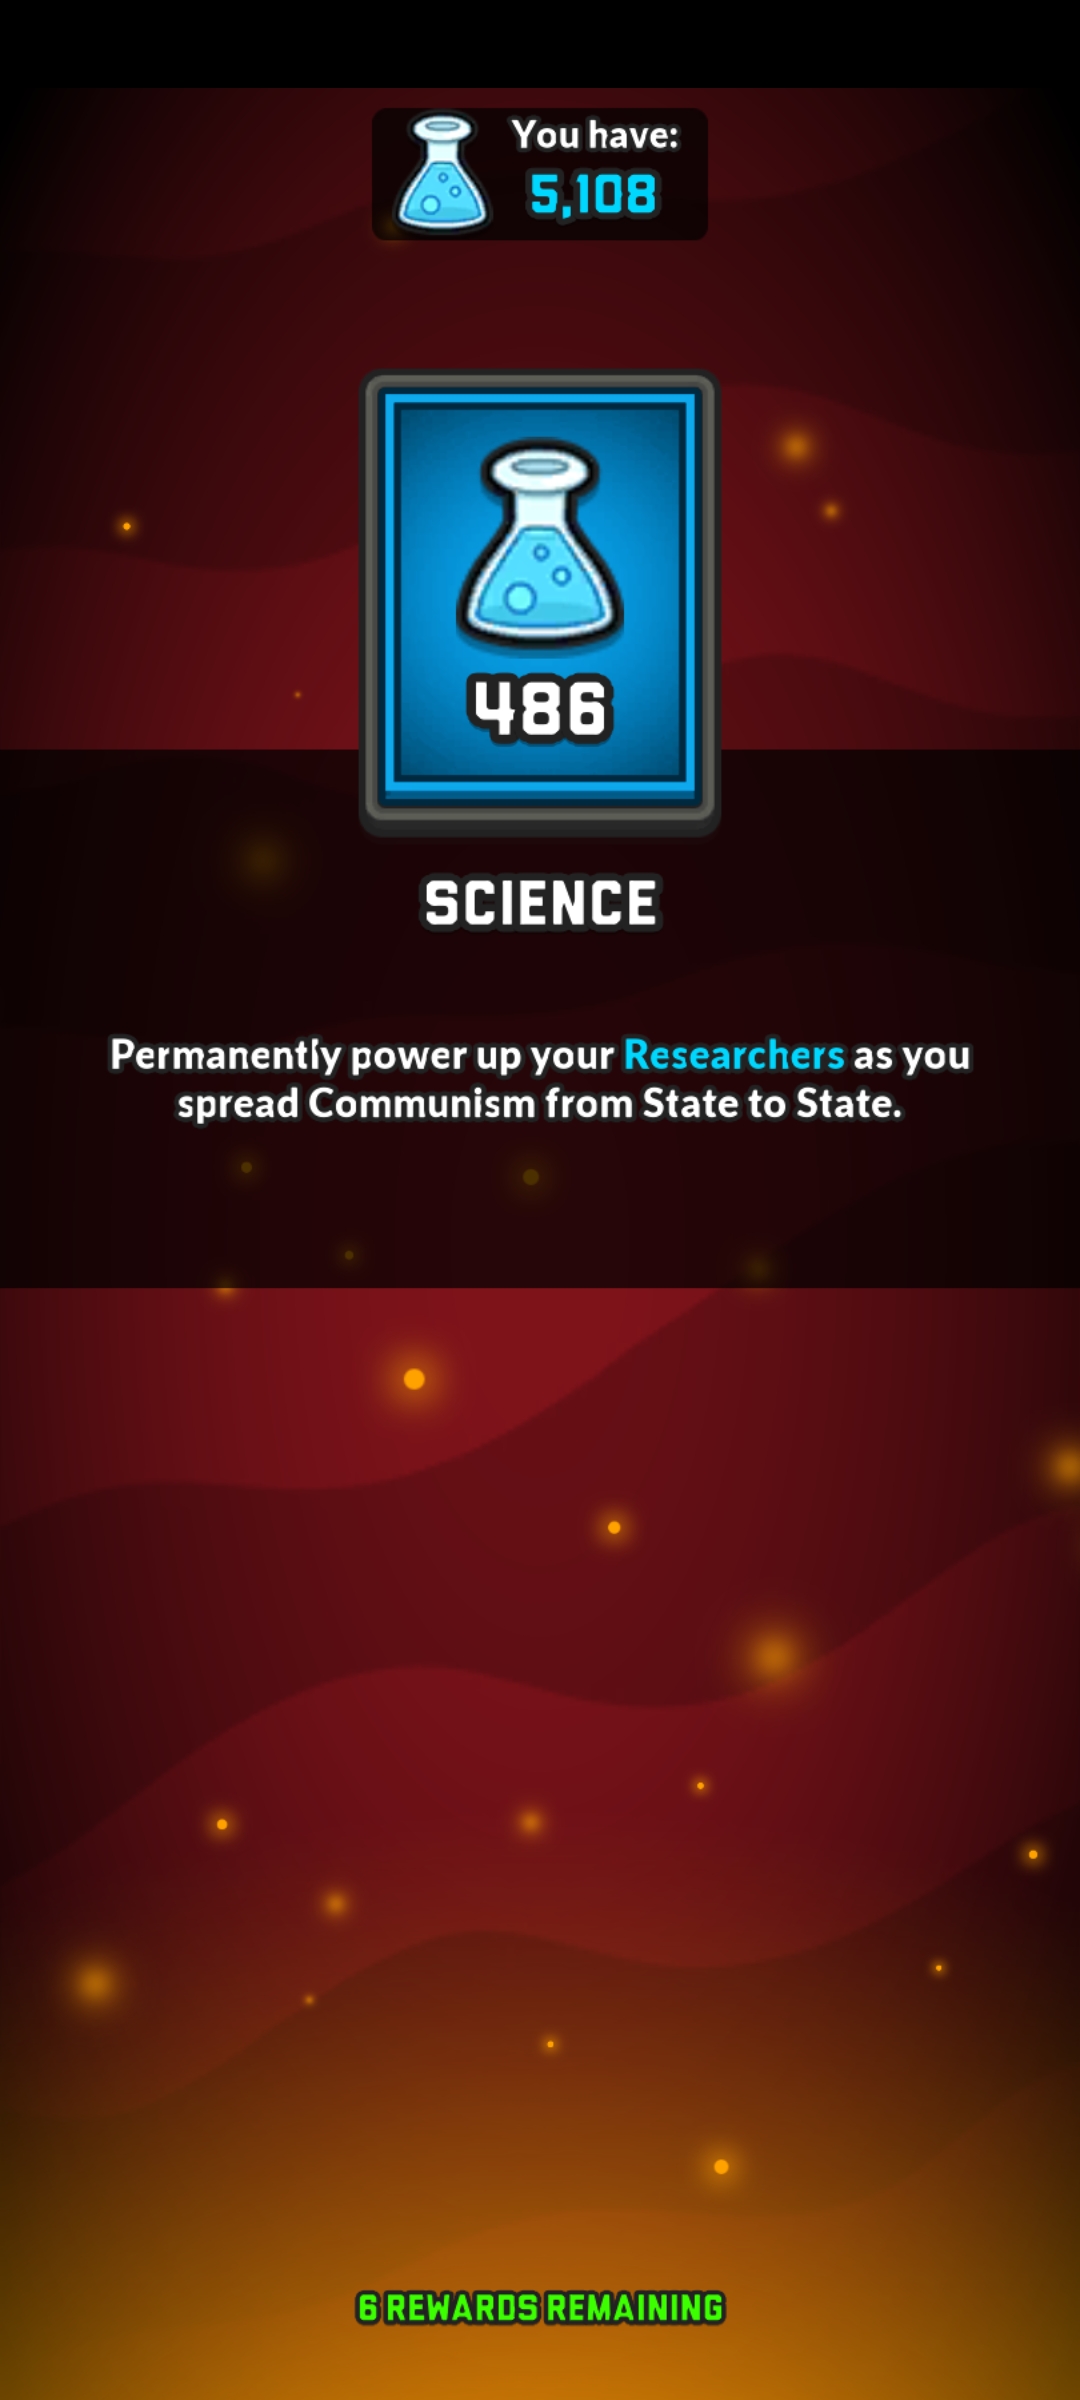 You have:
5,108
486
SCIENCE
Permanently power up your Researchers as you
spread Communism from State to State.
6 REWARDS REMAINING